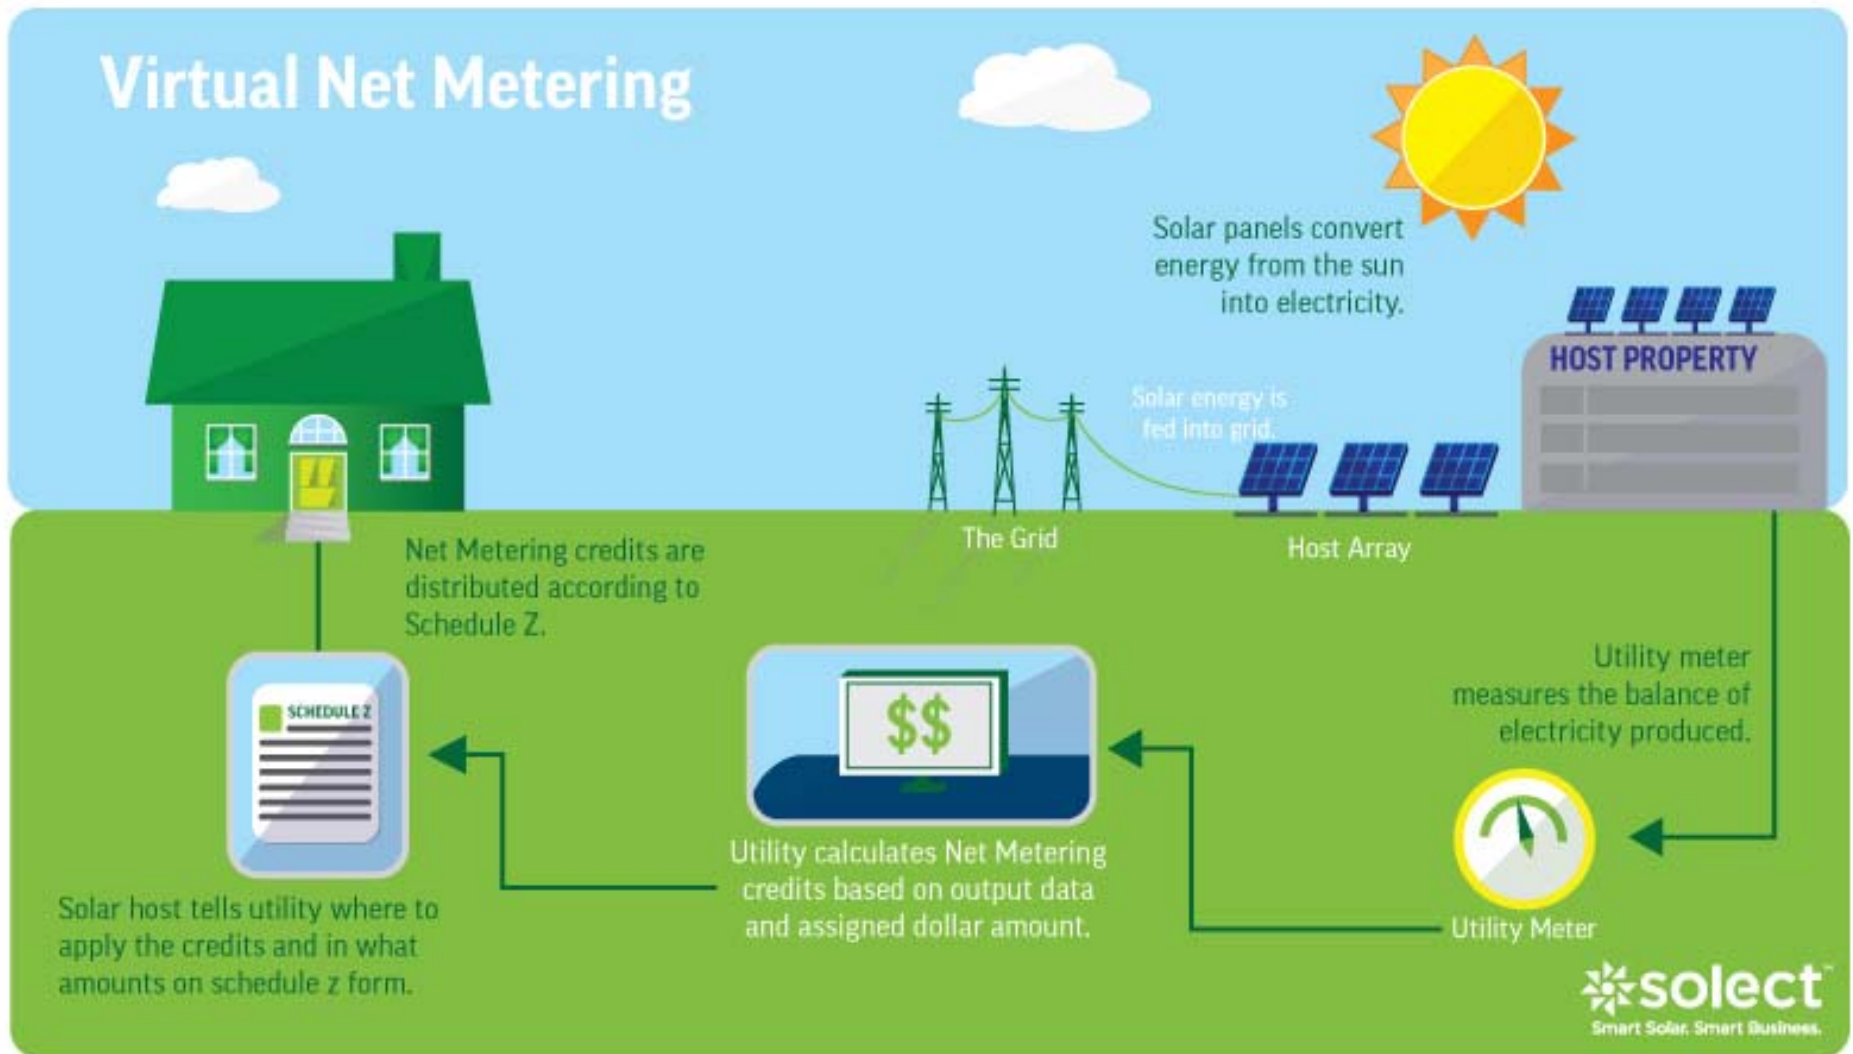 Virtual Net Metering
Solar panels convert
energy from the sun
into electricity.
HOST PROPERTY
Solar energy is
fed into grid.
The Grid
Host Array
Net Metering credits are
distributed according to
Schedule Z.
Utility meter
measures the balance of
electricity produced.
SCHEDULE Z
$$
Utility calculates Net Metering
credits based on output data
and assigned dollar amount.
Utility Meter
Solar host tells utility where to
apply the credits and in what
amounts on schedule z form.
solect™
Smart Solar. Smart Business.